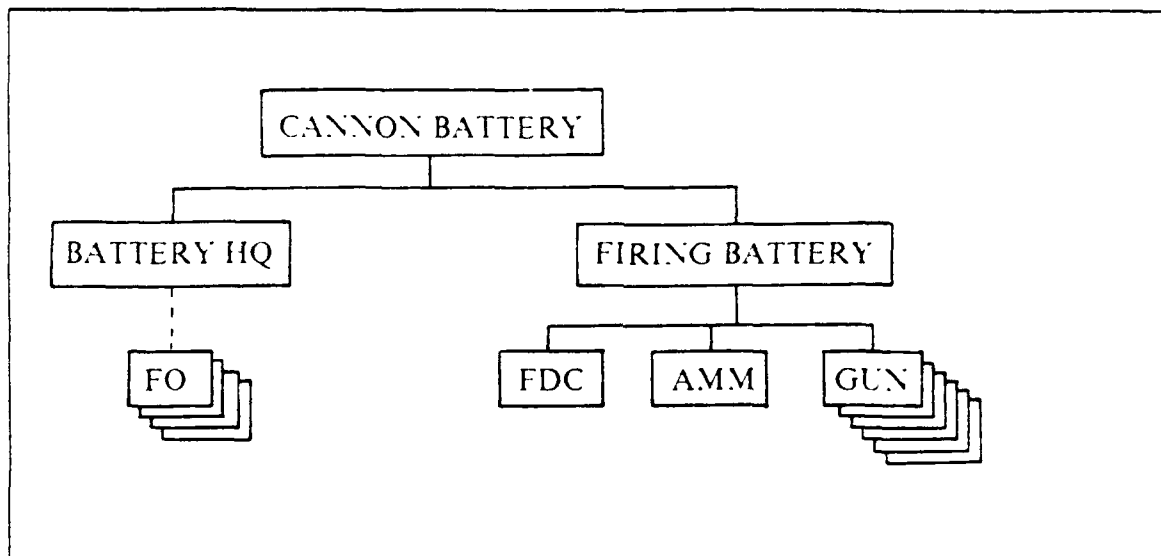 CANNON BATTERY
BATTERY HQ
FIRING BATTERY
FO
FDC
AMM
GUN